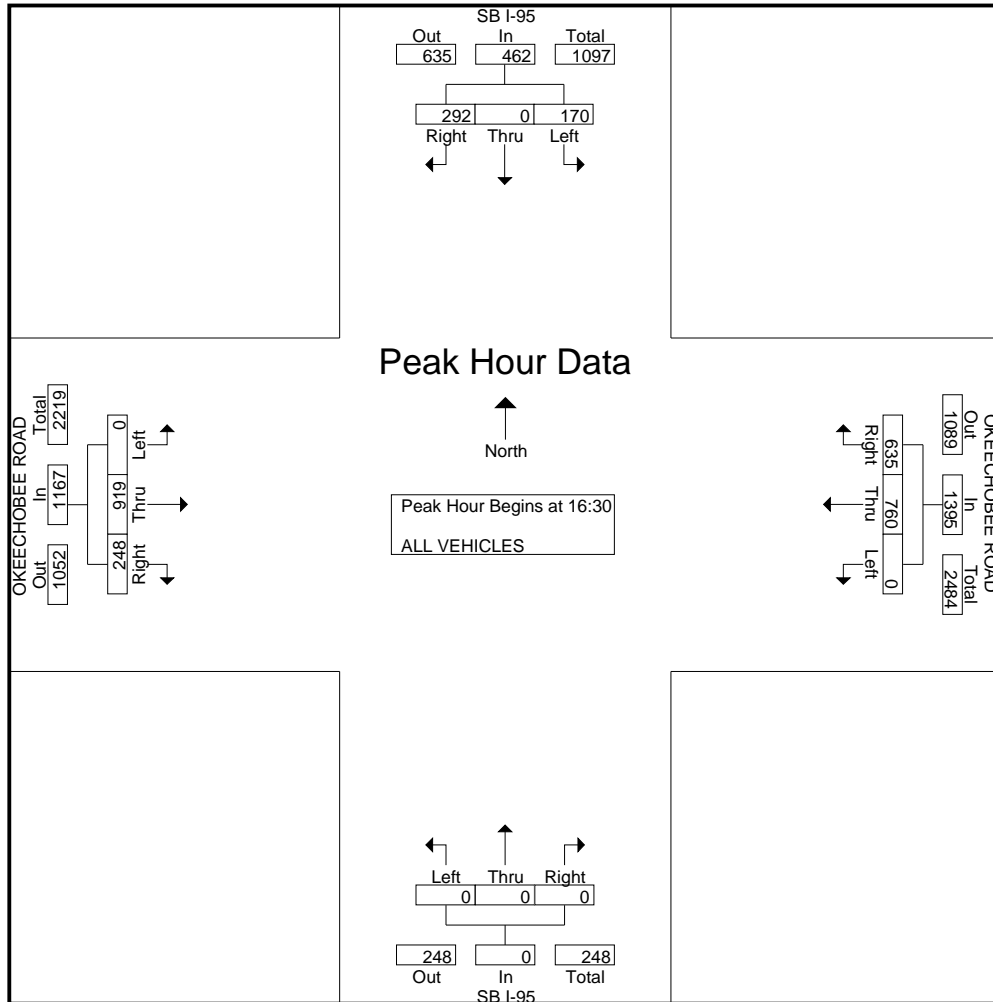 SB I-95
Out In Total
635 462 1097
292 0 170
Right Thru Left
Peak Hour Data
North
Peak Hour Begins at 16:30
ALL VEHICLES
OKEECHOBEE ROAD
Total In Out
2219 1167 1052
0 919 248
Left Thru Right
OKEECHOBEE ROAD
Out In Total
1089 1395 2484
635 760 0
Right Thru Left
Left Thru Right
0 0 0
248 0 248
Out In Total
SB I-95